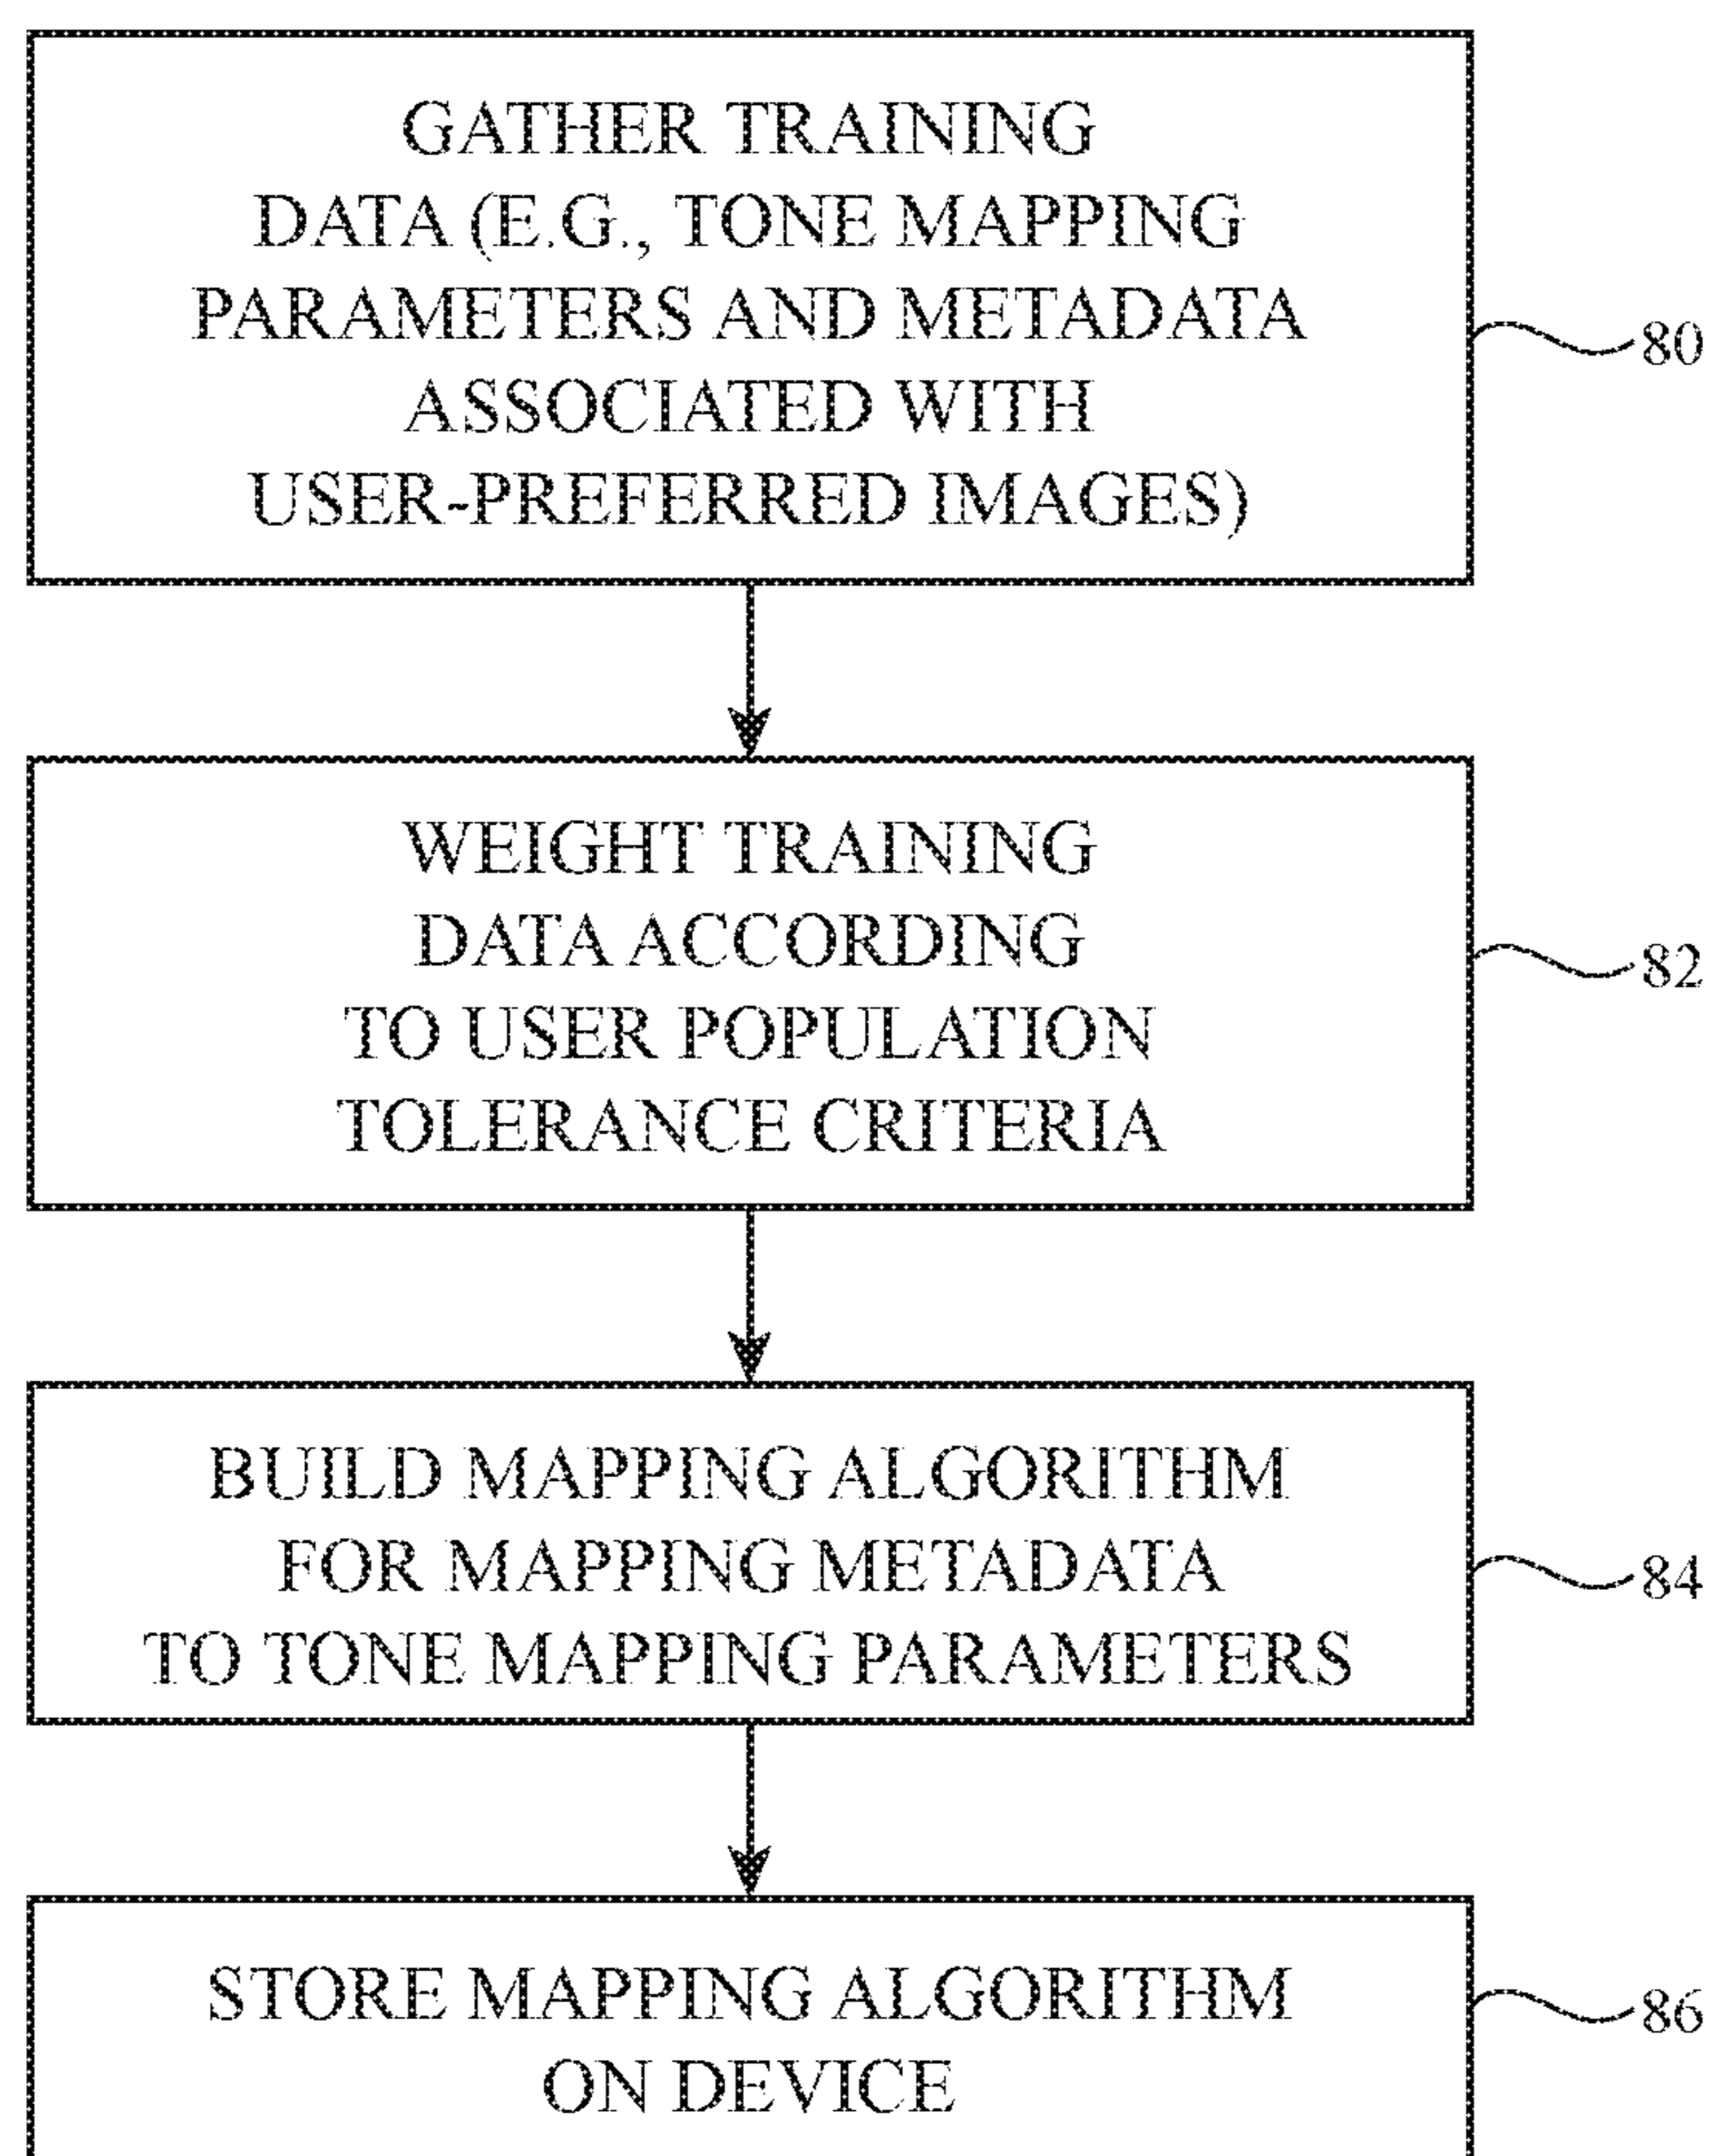 GATHER TRAINING
DATA (E.G., TONE MAPPING
PARAMETERS AND METADATA
ASSOCIATED WITH
USER-PREFERRED IMAGES)
80
WEIGHT TRAINING
DATA ACCORDING
TO USER POPULATION
TOLERANCE CRITERIA
82
BUILD MAPPING ALGORITHM
FOR MAPPING METADATA
TO TONE MAPPING PARAMETERS
84
STORE MAPPING ALGORITHM
ON DEVICE
86